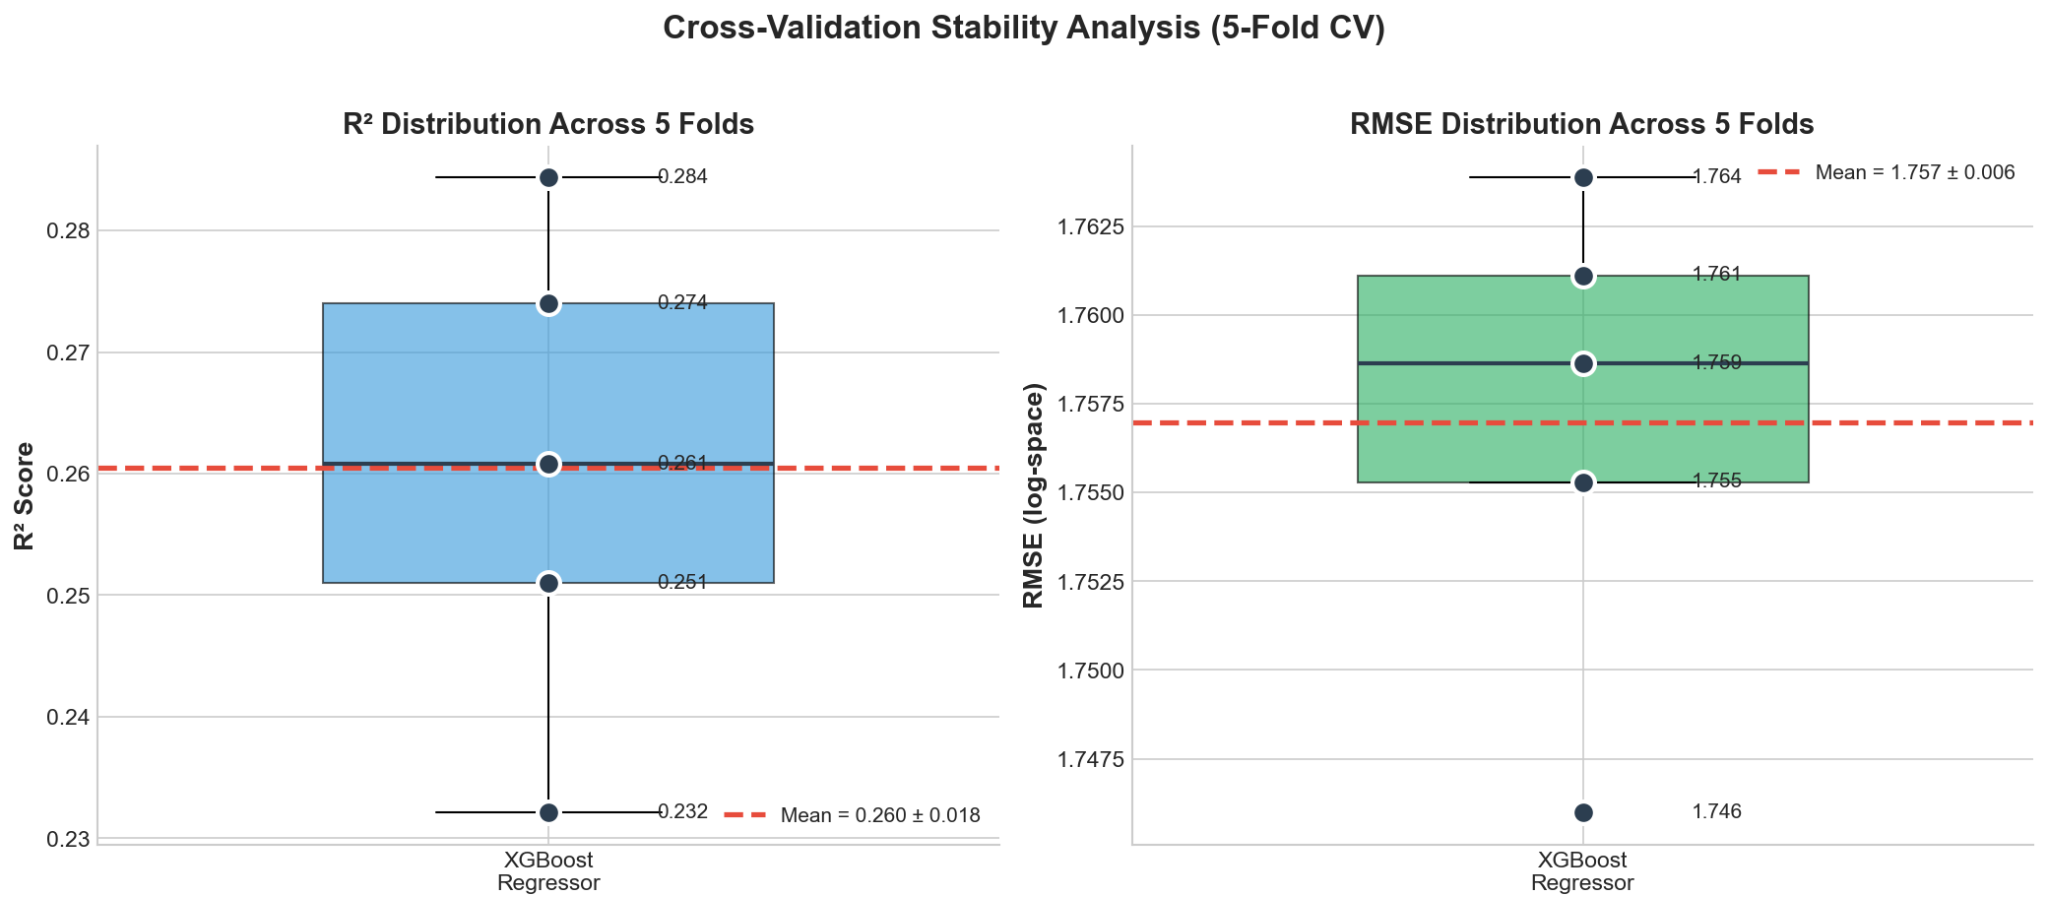 Cross-Validation Stability Analysis (5-Fold CV)
R² Distribution Across 5 Folds
0.284
0.28
0.274
0.27
0.261
0.26
0.251
0.25
0.24
0.232
Mean = 0.260 ± 0.018
0.23
R² Score
XGBoost
Regressor
RMSE Distribution Across 5 Folds
1.764
Mean = 1.757 ± 0.006
1.7625
1.761
1.7600
1.759
1.7575
1.755
1.7550
1.7525
1.7500
1.7475
1.746
RMSE (log-space)
XGBoost
Regressor